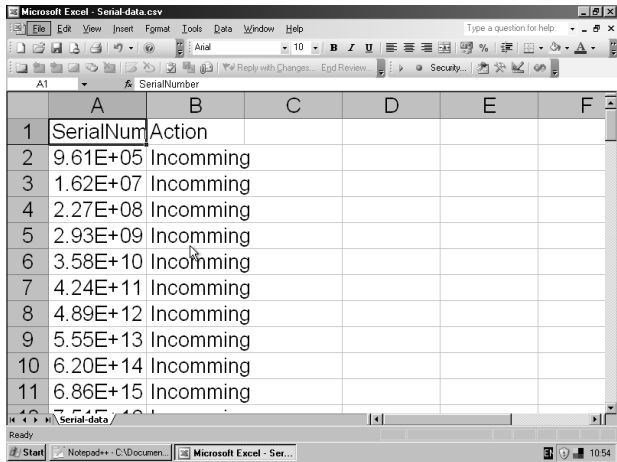 Microsoft Excel - Serial-data.csv
File Edit View Insert Format Tools Data Window Help Type a question for help
Arial 10 B I U %
Reply with Changes... End Review... Security...
A1 fx SerialNumber
A B C D E F
1 SerialNum Action
2 9.61E+05 Incomming
3 1.62E+07 Incomming
4 2.27E+08 Incomming
5 2.93E+09 Incomming
6 3.58E+10 Incomming
7 4.24E+11 Incomming
8 4.89E+12 Incomming
9 5.55E+13 Incomming
10 6.20E+14 Incomming
11 6.86E+15 Incomming
Serial-data
Ready
Start Notepad++ - C:\Documen... Microsoft Excel - Ser... 10:54